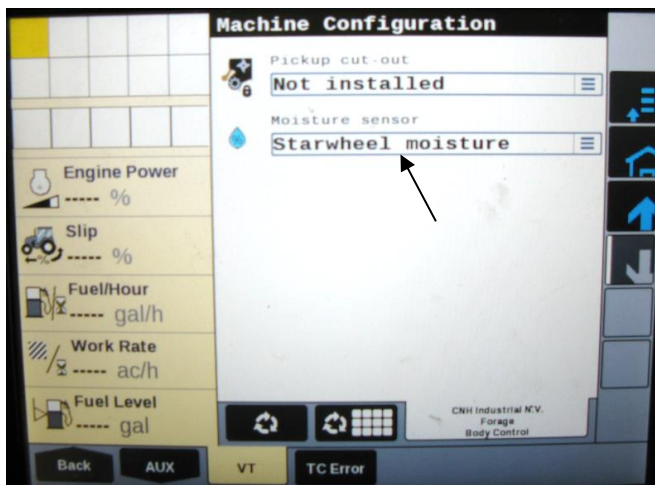 Machine Configuration
Pickup cut-out
Not installed
Moisture sensor
Starwheel moisture
Engine Power
----- %
Slip
----- %
Fuel/Hour
----- gal/h
Work Rate
----- ac/h
Fuel Level
----- gal
CNH Industrial N.V.
Forage
Body Control
Back
AUX
VT
TC Error